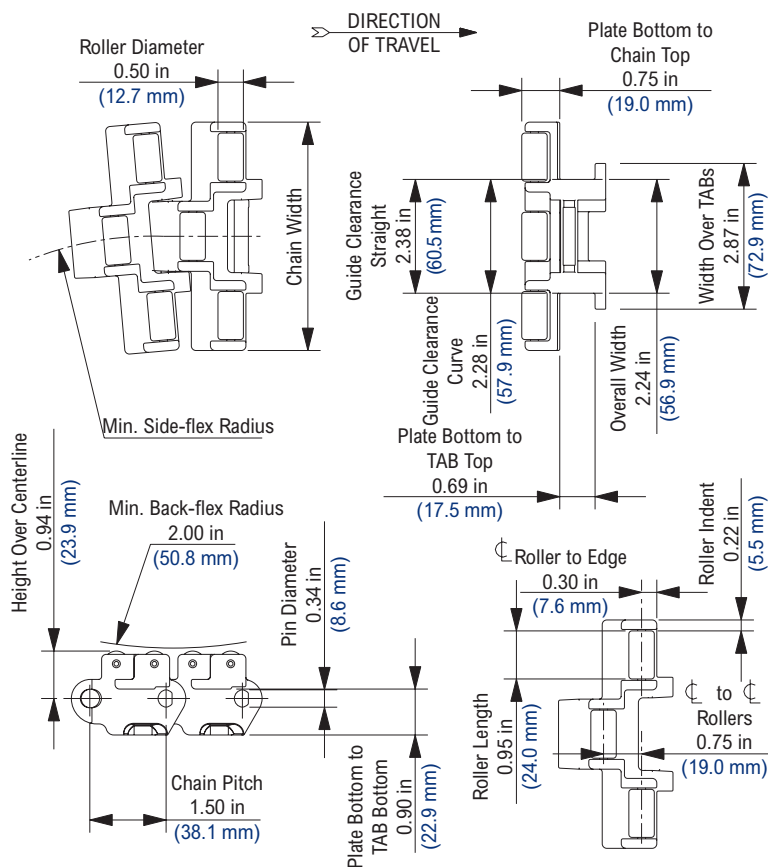 DIRECTION
OF TRAVEL
Roller Diameter
0.50 in
(12.7 mm)
Plate Bottom to
Chain Top
0.75 in
(19.0 mm)
Chain Width
Guide Clearance
Straight
2.38 in
(60.5 mm)
Width Over TABs
2.87 in
(72.9 mm)
Guide Clearance
Curve
2.28 in
(57.9 mm)
Overall Width
2.24 in
(56.9 mm)
Min. Side-flex Radius
Plate Bottom to
TAB Top
0.69 in
(17.5 mm)
Height Over Centerline
0.94 in
(23.9 mm)
Min. Back-flex Radius
2.00 in
(50.8 mm)
Pin Diameter
0.34 in
(8.6 mm)
℄ Roller to Edge
0.30 in
(7.6 mm)
Roller Indent
0.22 in
(5.5 mm)
Roller Length
0.95 in
(24.0 mm)
℄ to ℄
Rollers
0.75 in
(19.0 mm)
Chain Pitch
1.50 in
(38.1 mm)
Plate Bottom to
TAB Bottom
0.90 in
(22.9 mm)